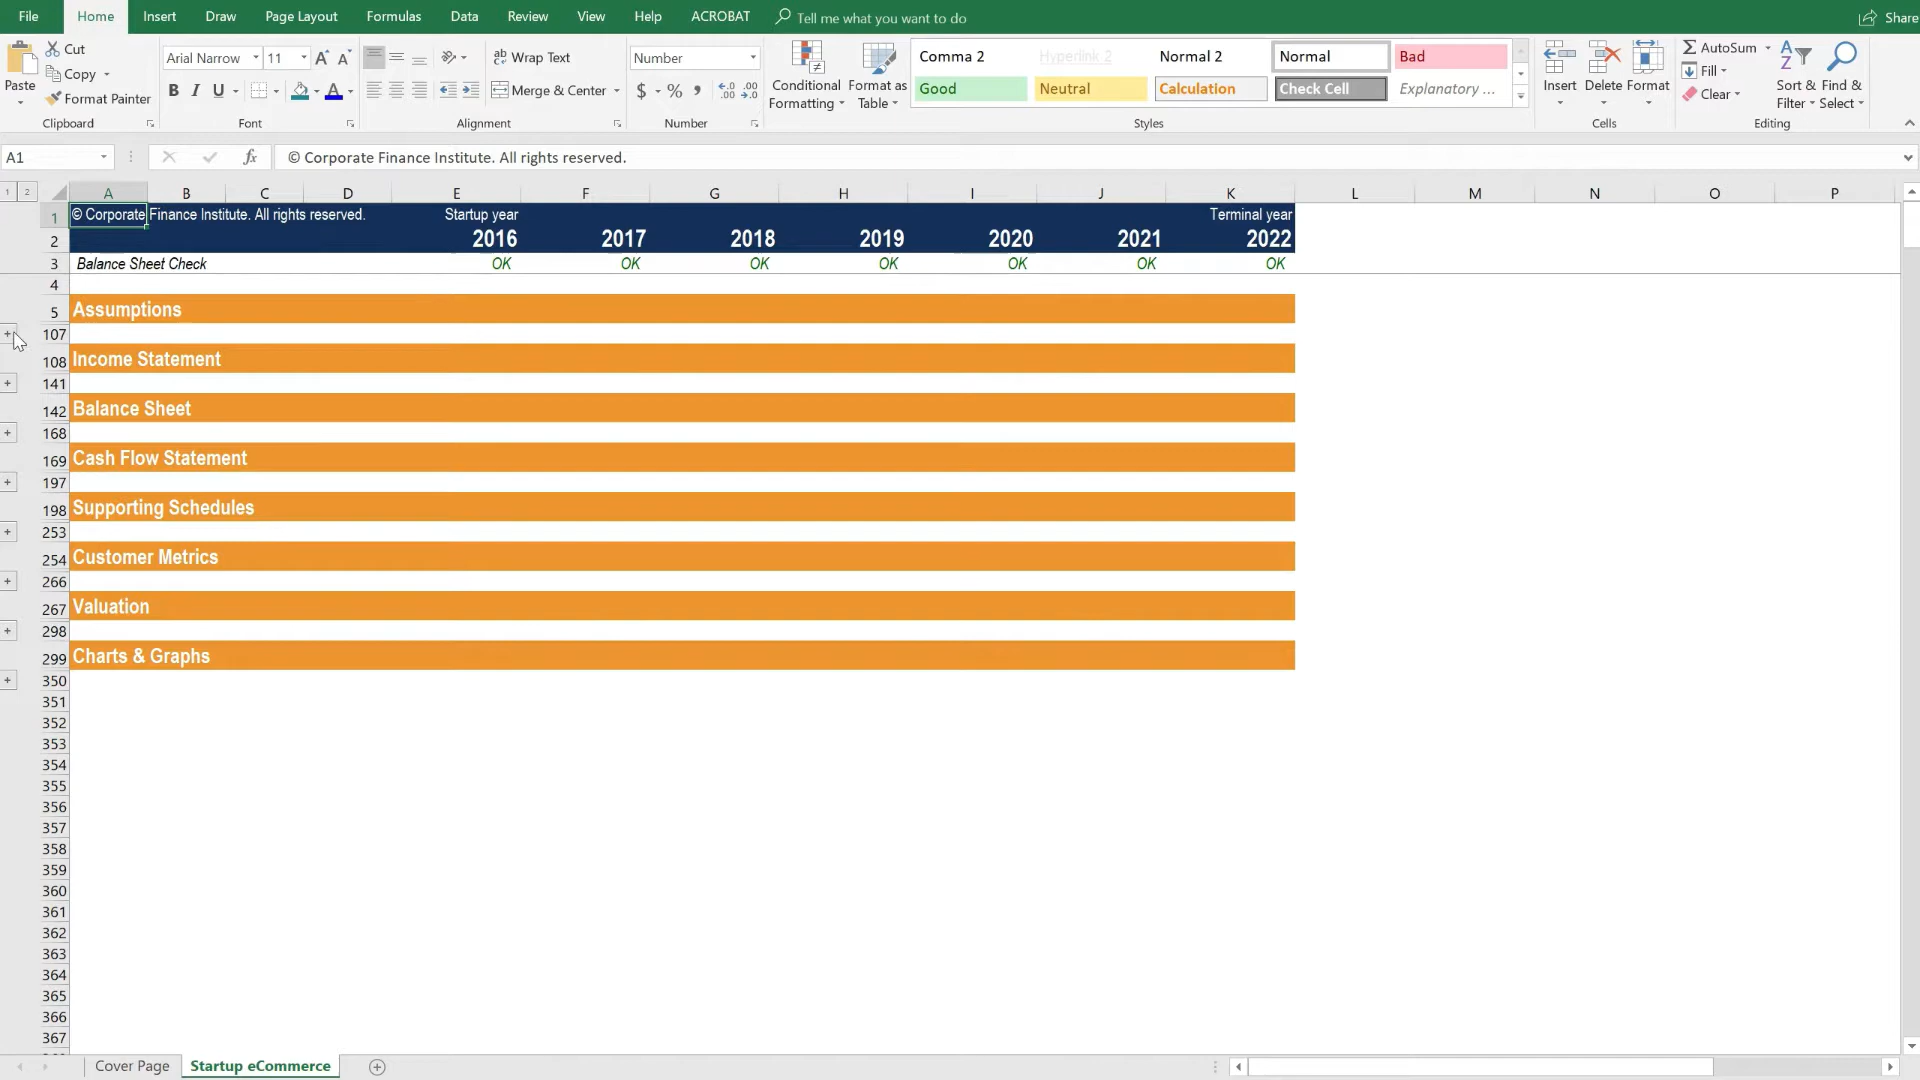 File Home Insert Draw Page Layout Formulas Data Review View Help ACROBAT Tell me what you want to do Share
Paste Cut Copy Format Painter Clipboard
Arial Narrow 11 A A B I U A Font
ab Wrap Text Merge & Center Alignment
Number $ % , Number
Conditional Formatting Format as Table
Comma 2 Hyperlink 2 Normal 2 Normal Bad
Good Neutral Calculation Check Cell Explanatory ...
Styles
Insert Delete Format Cells
AutoSum Fill Clear Sort & Filter Find & Select Editing
A1 fx © Corporate Finance Institute. All rights reserved.
1 2 A B C D E F G H I J K L M N O P
1 © Corporate Finance Institute. All rights reserved. Startup year Terminal year
2 2016 2017 2018 2019 2020 2021 2022
3 Balance Sheet Check OK OK OK OK OK OK OK
4
5 Assumptions
107
108 Income Statement
141
142 Balance Sheet
168
169 Cash Flow Statement
197
198 Supporting Schedules
253
254 Customer Metrics
266
267 Valuation
298
299 Charts & Graphs
350
351
352
353
354
355
356
357
358
359
360
361
362
363
364
365
366
367
Cover Page Startup eCommerce